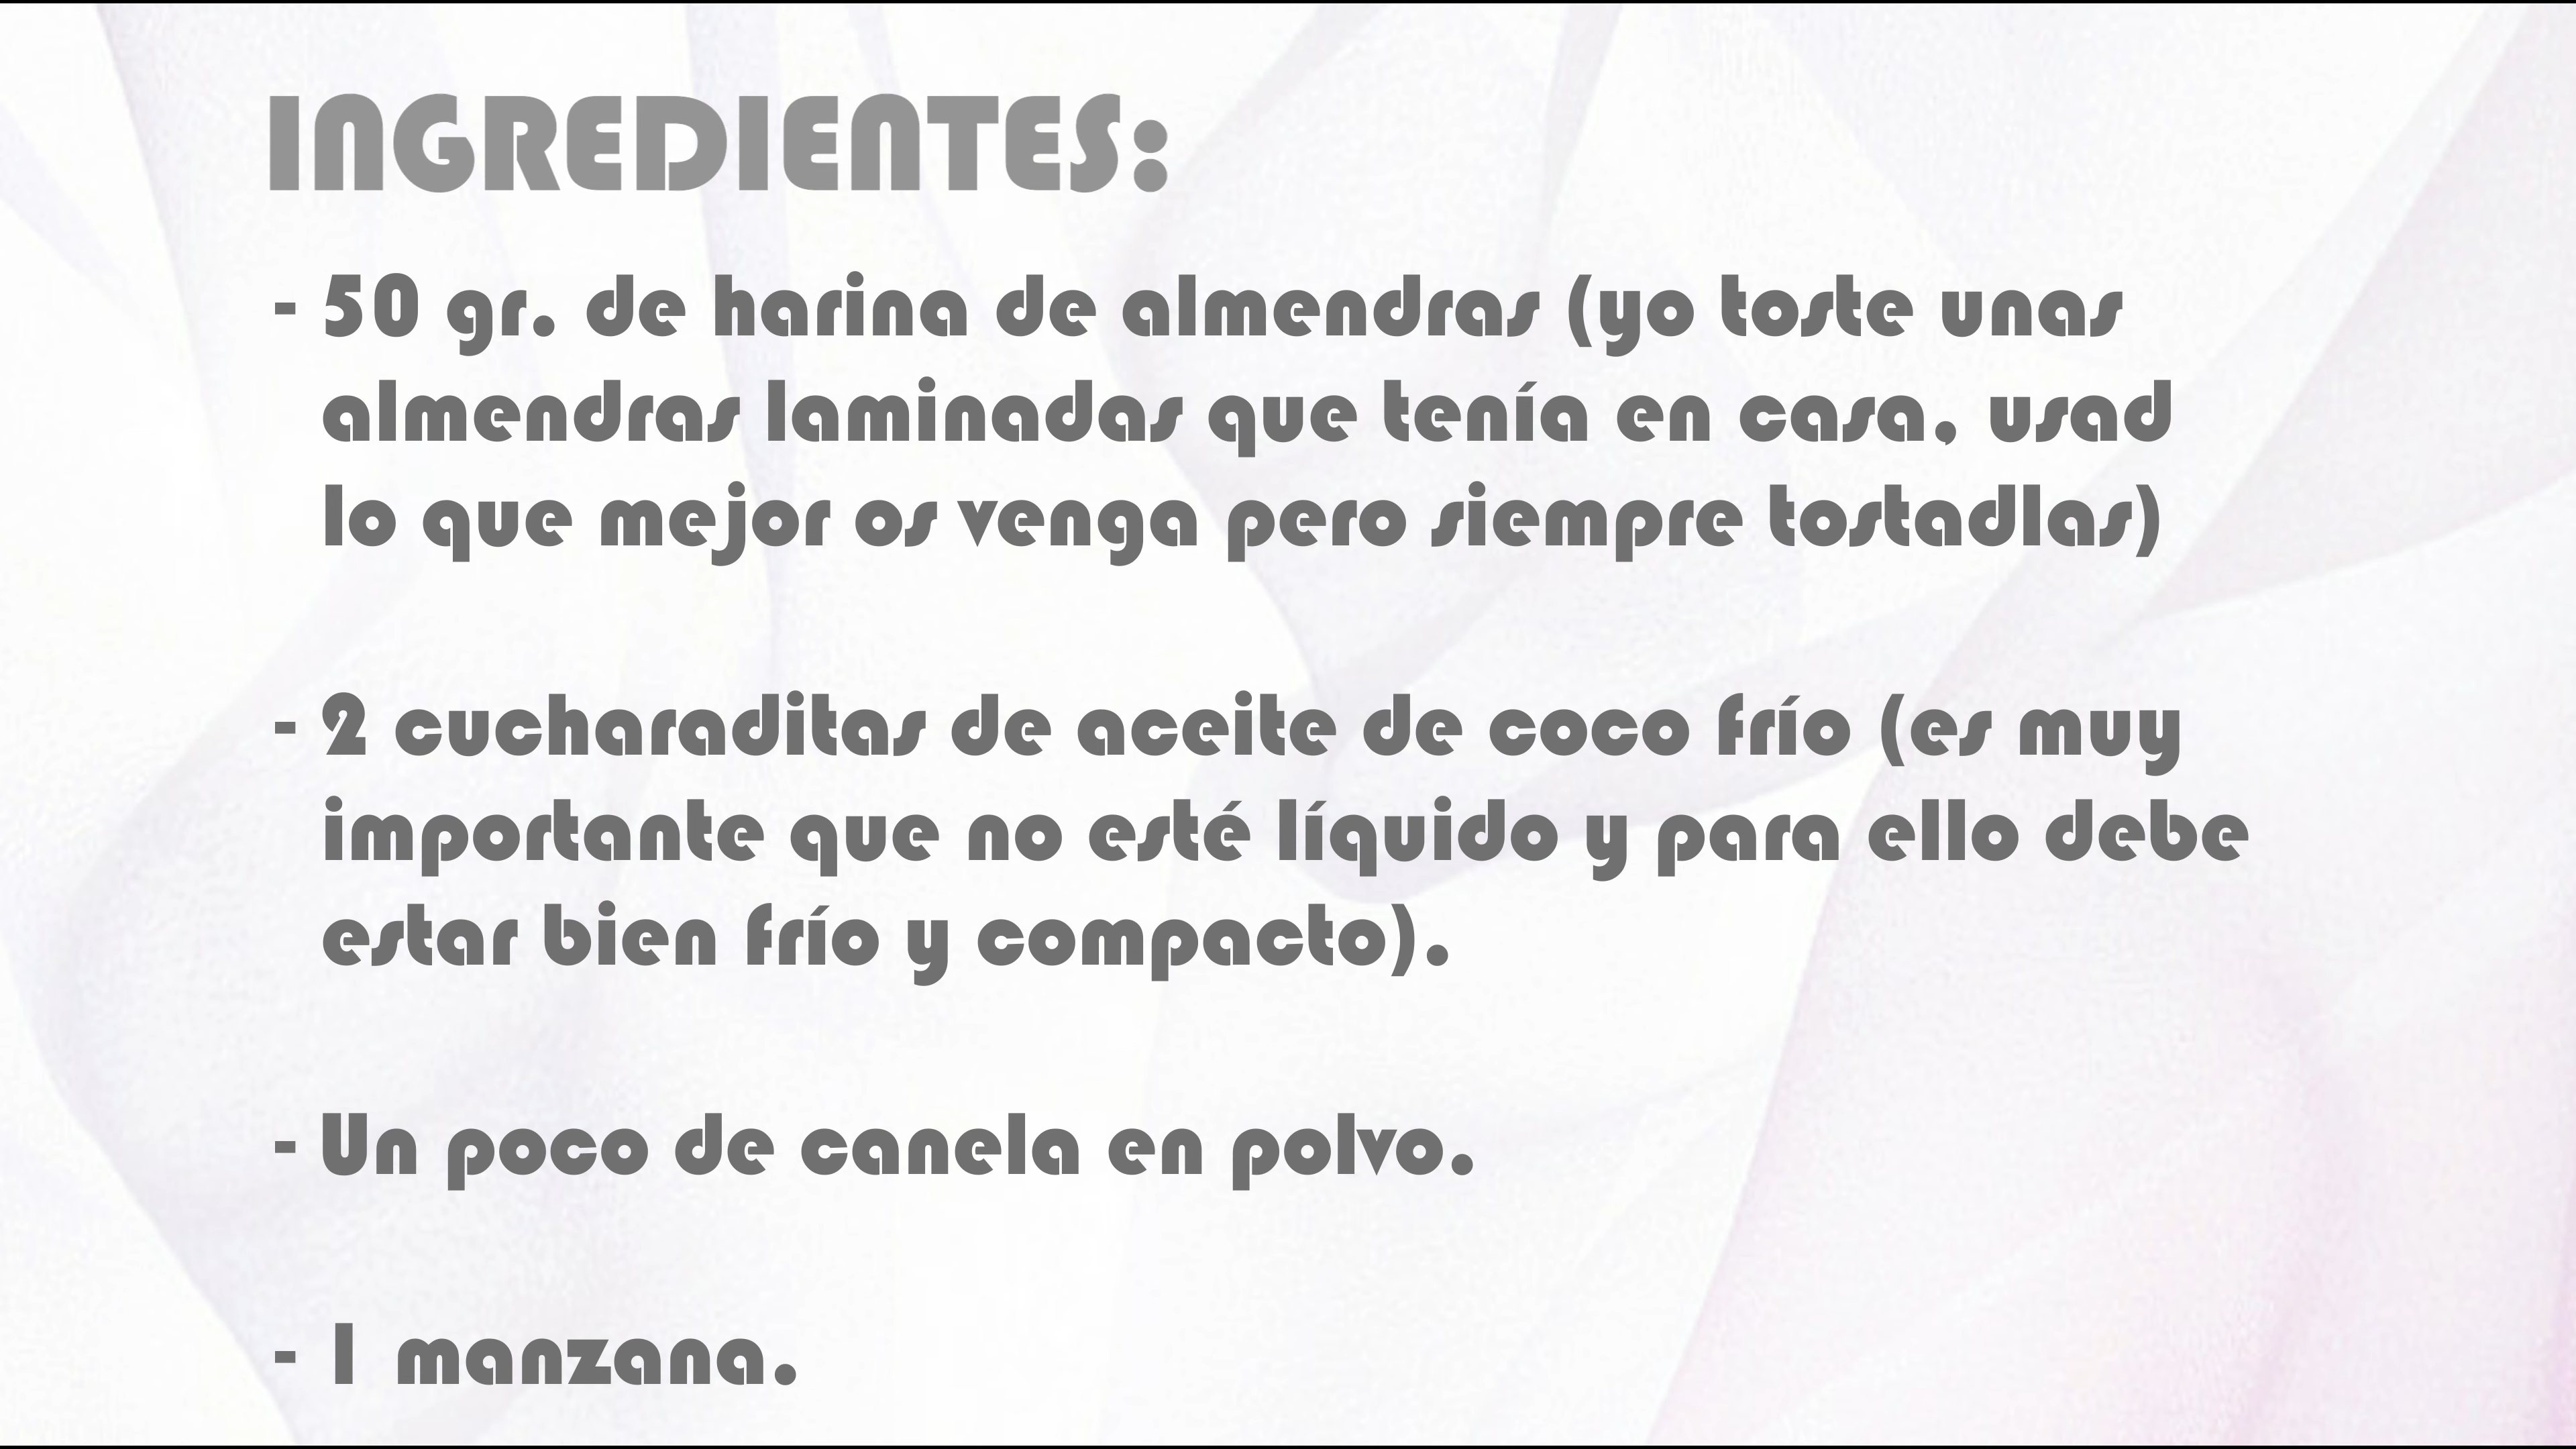 INGREDIENTES:
- 50 gr. de harina de almendras (yo toste unas
almendras laminadas que tenía en casa, usad
lo que mejor os venga pero siempre tostadlas)
- 2 cucharaditas de aceite de coco frío (es muy
importante que no esté líquido y para ello debe
estar bien frío y compacto).
- Un poco de canela en polvo.
- 1 manzana.